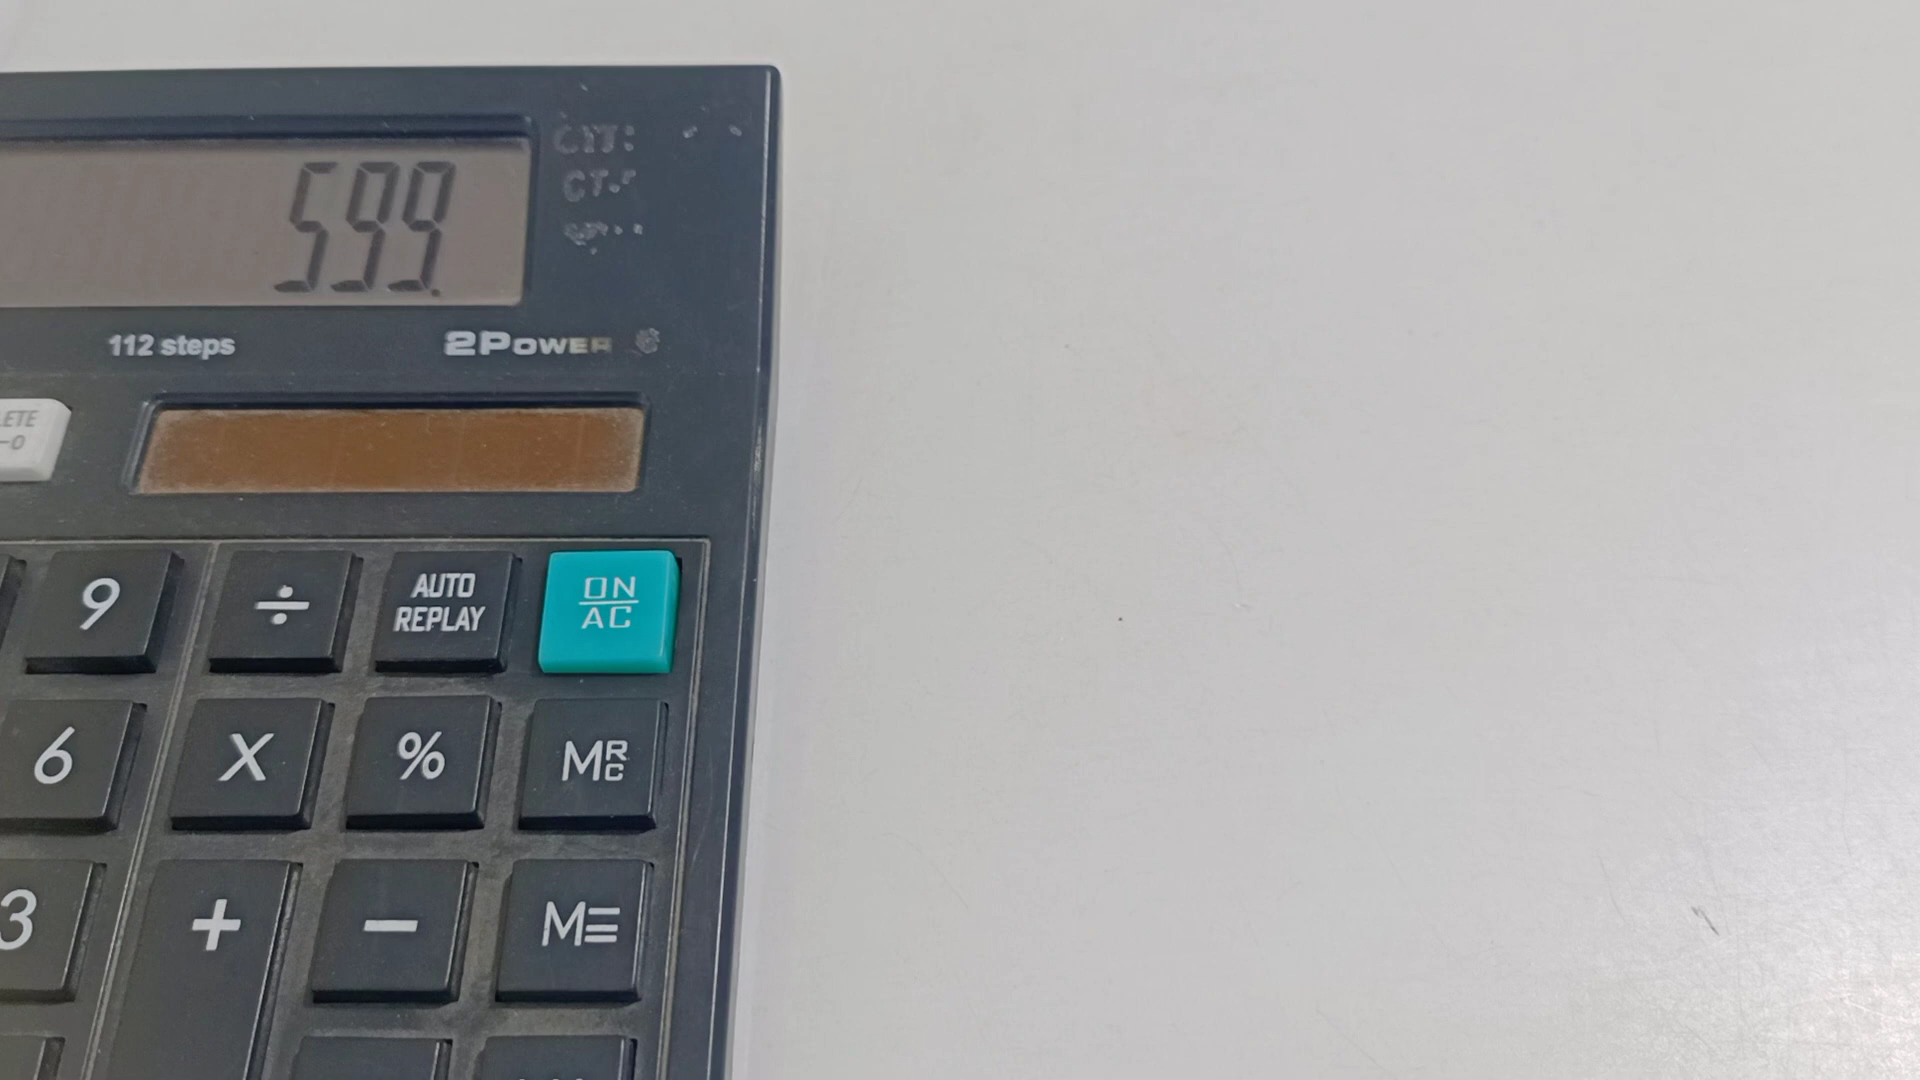 599.
112 steps
2POWER
9
÷
AUTO
REPLAY
ON
AC
6
X
%
MRC
3
+
−
M≡